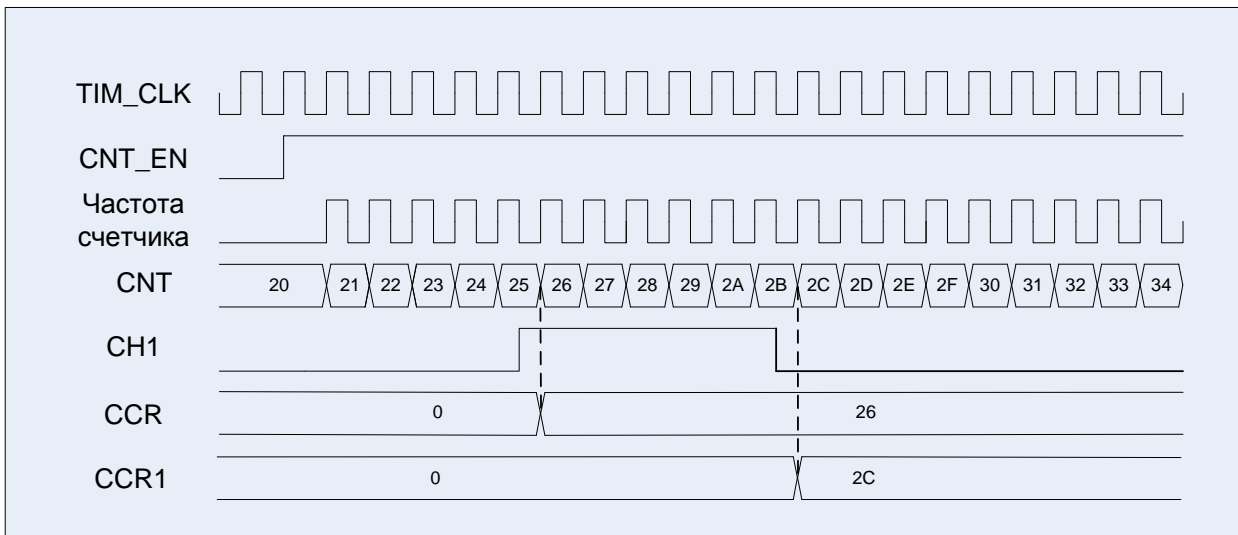 TIM_CLK
CNT_EN
Частота
счетчика
CNT 20 21 22 23 24 25 26 27 28 29 2A 2B 2C 2D 2E 2F 30 31 32 33 34
CH1
CCR 0 26
CCR1 0 2C